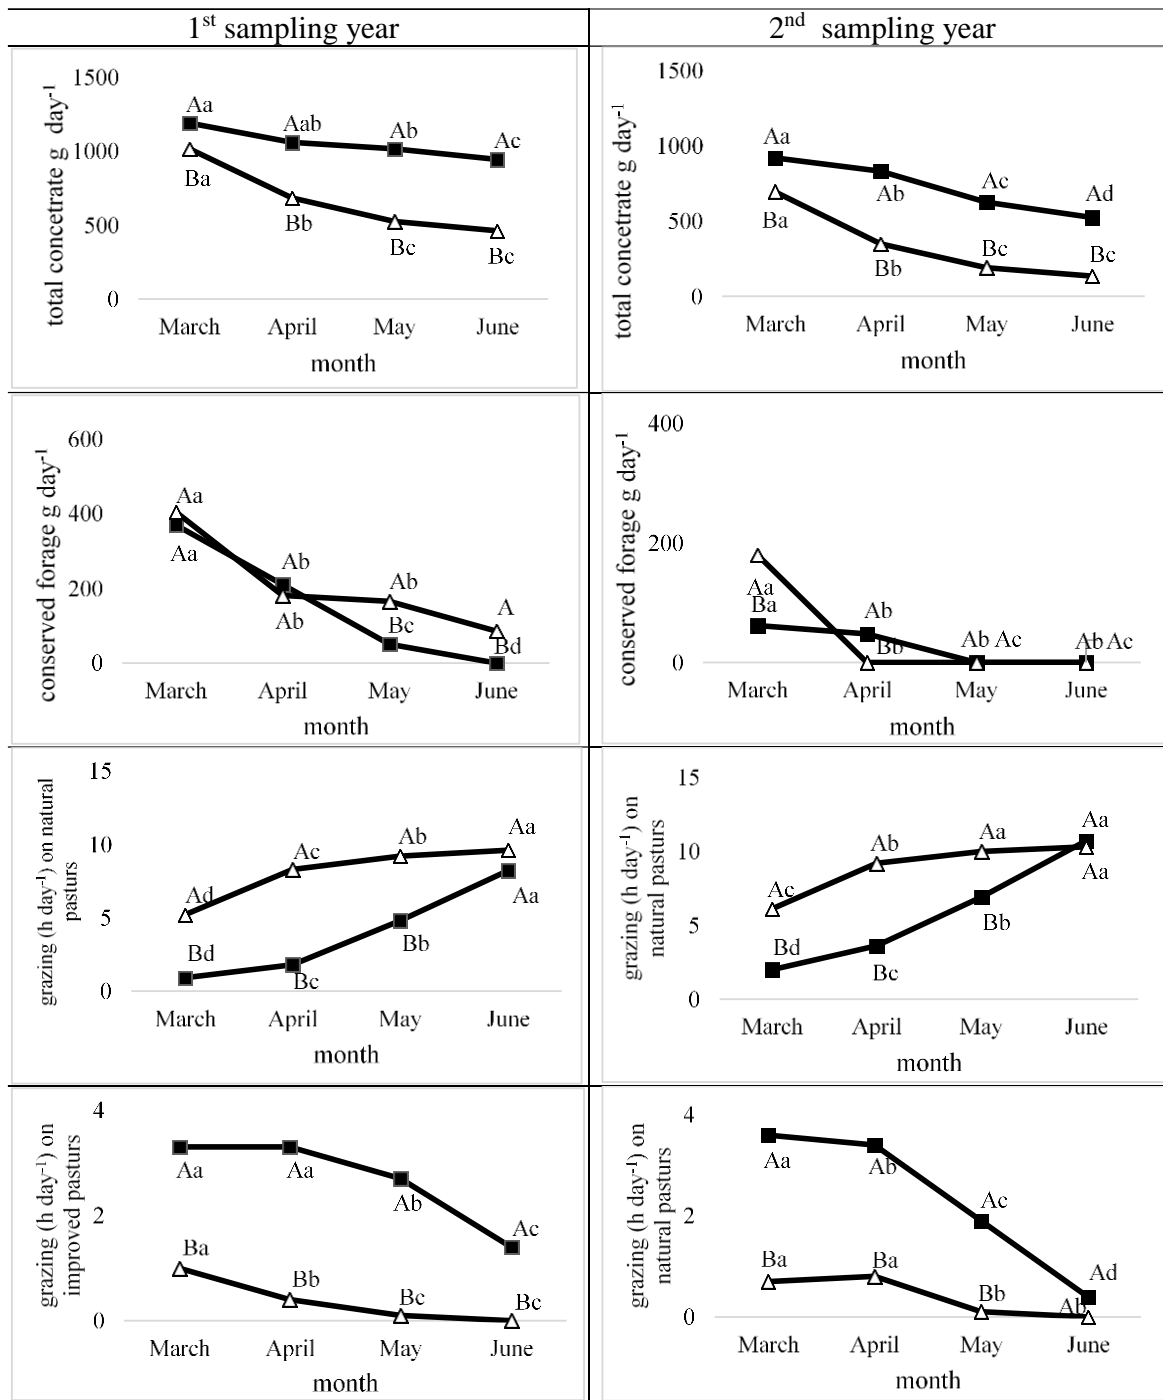 1st sampling year
2nd sampling year
total concetrate g day-1
1500
1000
500
0
Aa
Aab
Ab
Ac
Ba
Bb
Bc
Bc
March April May June
month
total concetrate g day-1
1500
1000
500
0
Aa
Ab
Ac
Ad
Ba
Bb
Bc
Bc
March April May June
month
conserved forage g day-1
600
400
200
0
Aa
Aa
Ab
Ab
Ab
Bc
A
Bd
March April May June
month
conserved forage g day-1
400
200
0
Aa
Ba
Ab
Bb
Ab Ac
Ab Ac
March April May June
month
grazing (h day-1) on natural
pasturs
15
10
5
0
Ad
Ac
Ab
Aa
Bd
Bc
Bb
Aa
March April May June
month
grazing (h day-1) on
natural pasturs
15
10
5
0
Ac
Ab
Aa
Aa
Bd
Bc
Bb
Aa
March April May June
month
grazing (h day-1) on
improved pasturs
4
2
0
Aa
Aa
Ab
Ac
Ba
Bb
Bc
Bc
March April May June
month
grazing (h day-1) on
natural pasturs
4
2
0
Aa
Ab
Ac
Ad
Ba
Ba
Bb
Ab
March April May June
month